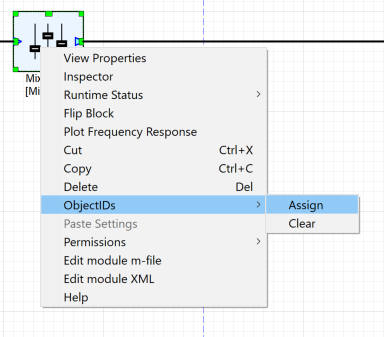 Mix
[Mi
View Properties
Inspector
Runtime Status
Flip Block
Plot Frequency Response
Cut Ctrl+X
Copy Ctrl+C
Delete Del
ObjectIDs
Assign
Clear
Paste Settings
Permissions
Edit module m-file
Edit module XML
Help